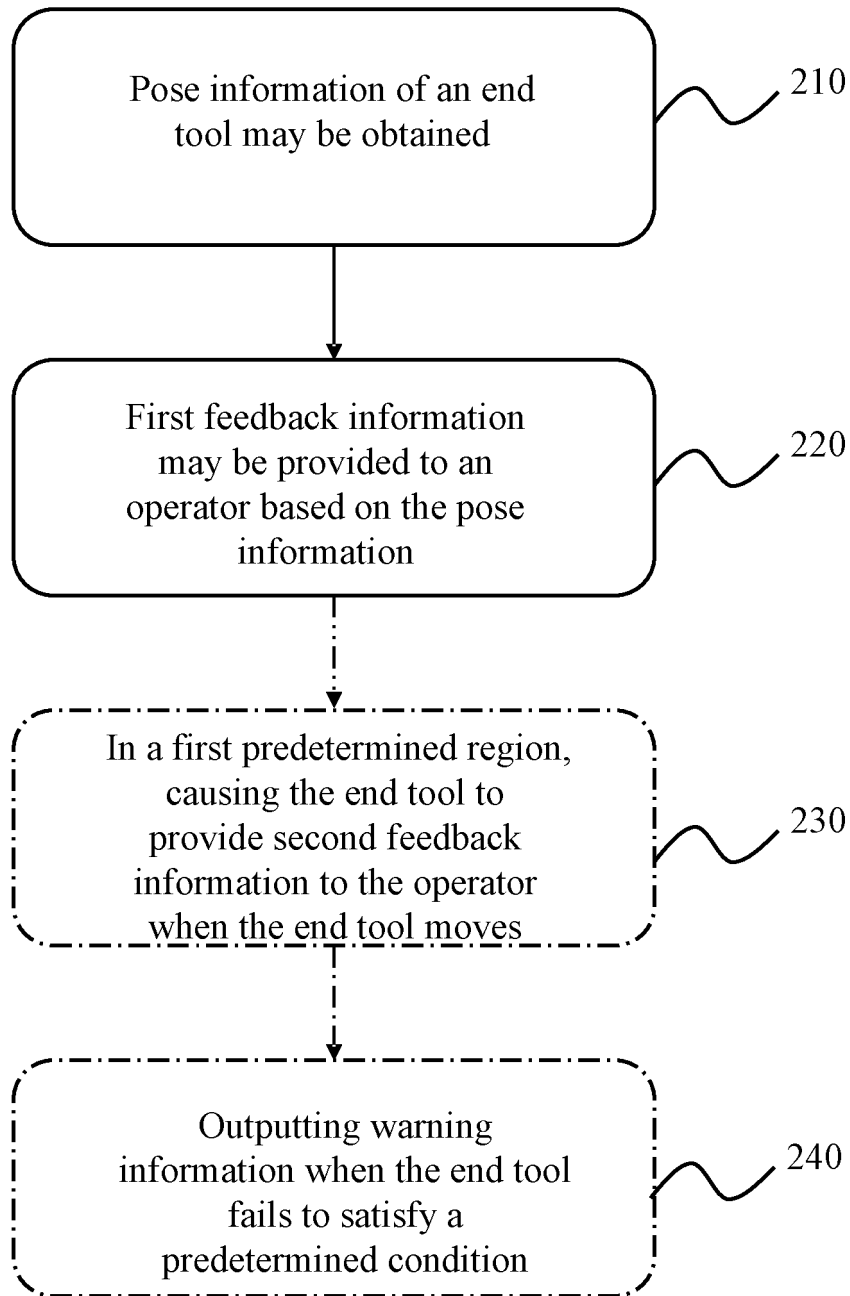 Pose information of an end
tool may be obtained
210
First feedback information
may be provided to an
operator based on the pose
information
220
In a first predetermined region,
causing the end tool to
provide second feedback
information to the operator
when the end tool moves
230
Outputting warning
information when the end tool
fails to satisfy a
predetermined condition
240